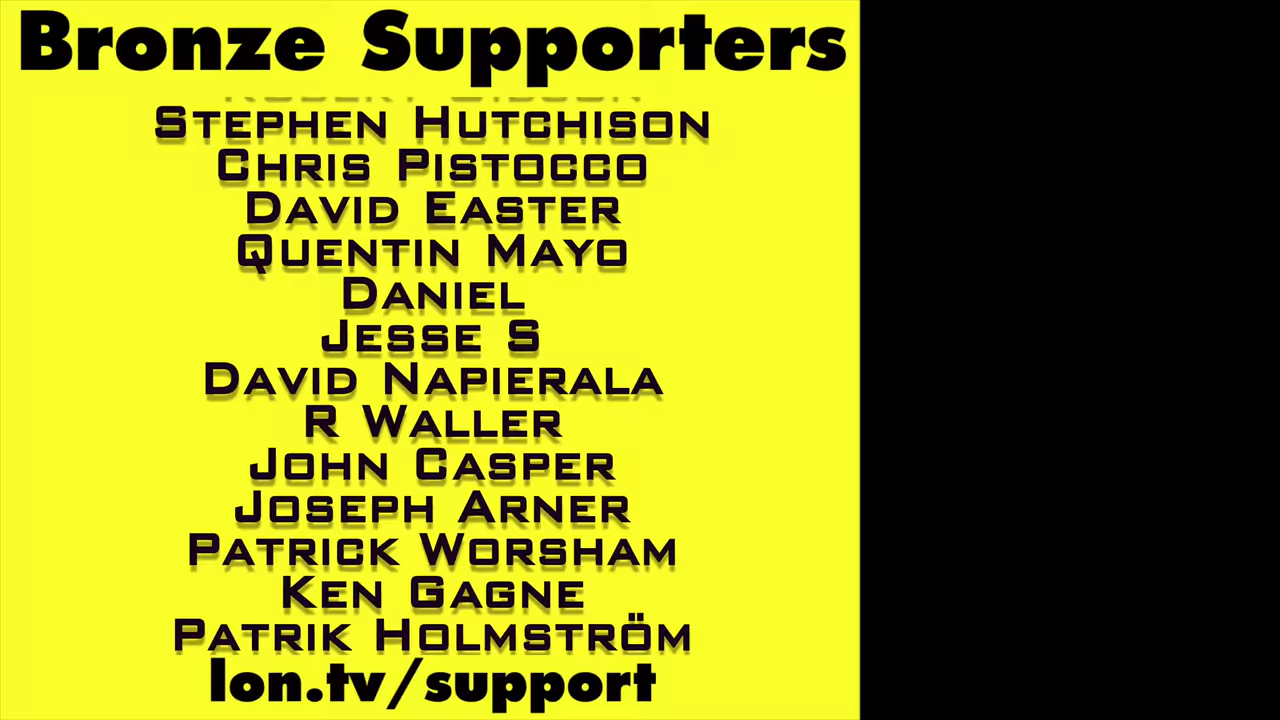 Bronze Supporters
Stephen Hutchison
Chris Pistocco
David Easter
Quentin Mayo
Daniel
Jesse S
David Napierala
R Waller
John Casper
Joseph Arner
Patrick Worsham
Ken Gagne
Patrik Holmström
lon.tv/support